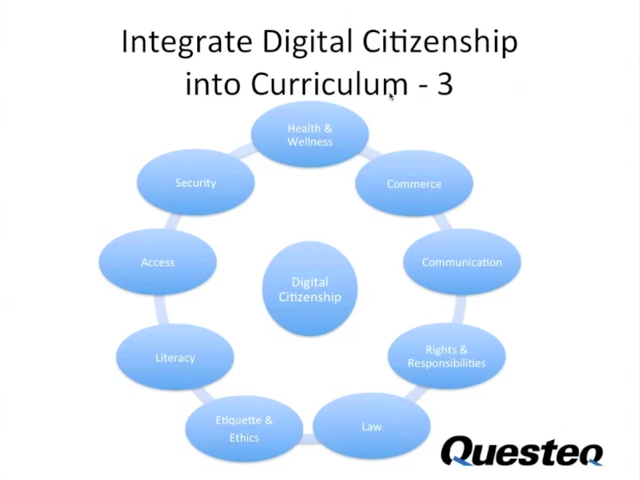 Integrate Digital Citizenship
into Curriculum - 3
Health &
Wellness
Commerce
Communication
Rights &
Responsibilities
Law
Etiquette &
Ethics
Literacy
Access
Security
Digital
Citizenship
Questeq